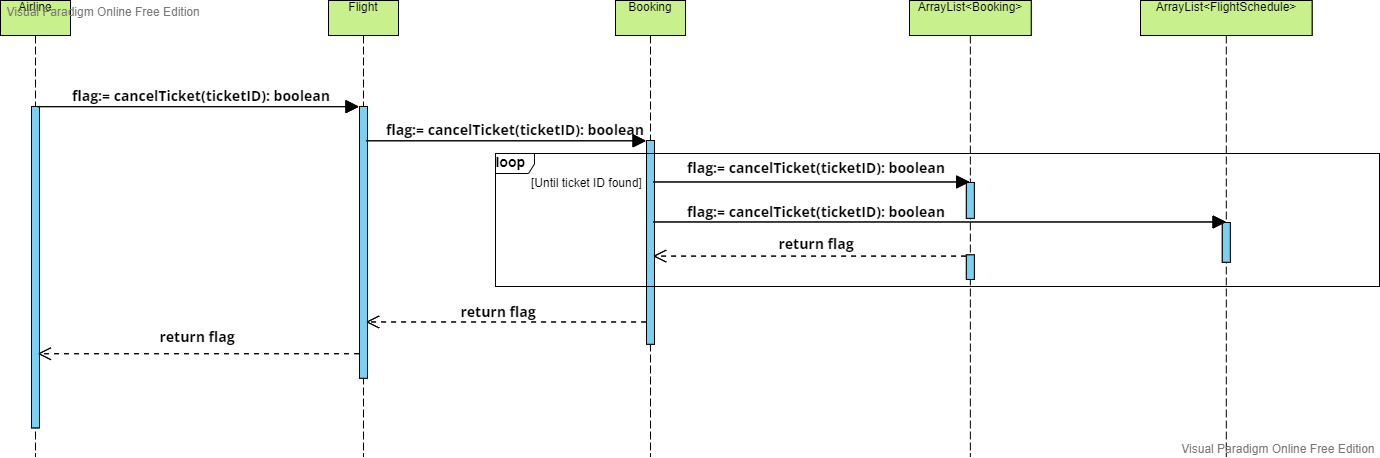 Airline
Visual Paradigm Online Free Edition
Flight
Booking
ArrayList<Booking>
ArrayList<FlightSchedule>
flag:= cancelTicket(ticketID): boolean
flag:= cancelTicket(ticketID): boolean
loop
[Until ticket ID found]
flag:= cancelTicket(ticketID): boolean
flag:= cancelTicket(ticketID): boolean
return flag
return flag
return flag
Visual Paradigm Online Free Edition